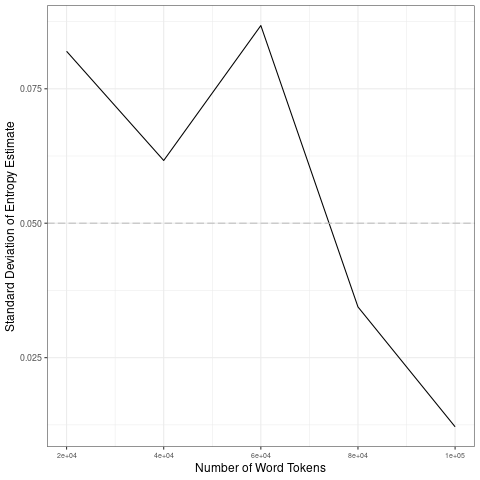 Standard Deviation of Entropy Estimate
0.075
0.050
0.025
2e+04 4e+04 6e+04 8e+04 1e+05
Number of Word Tokens